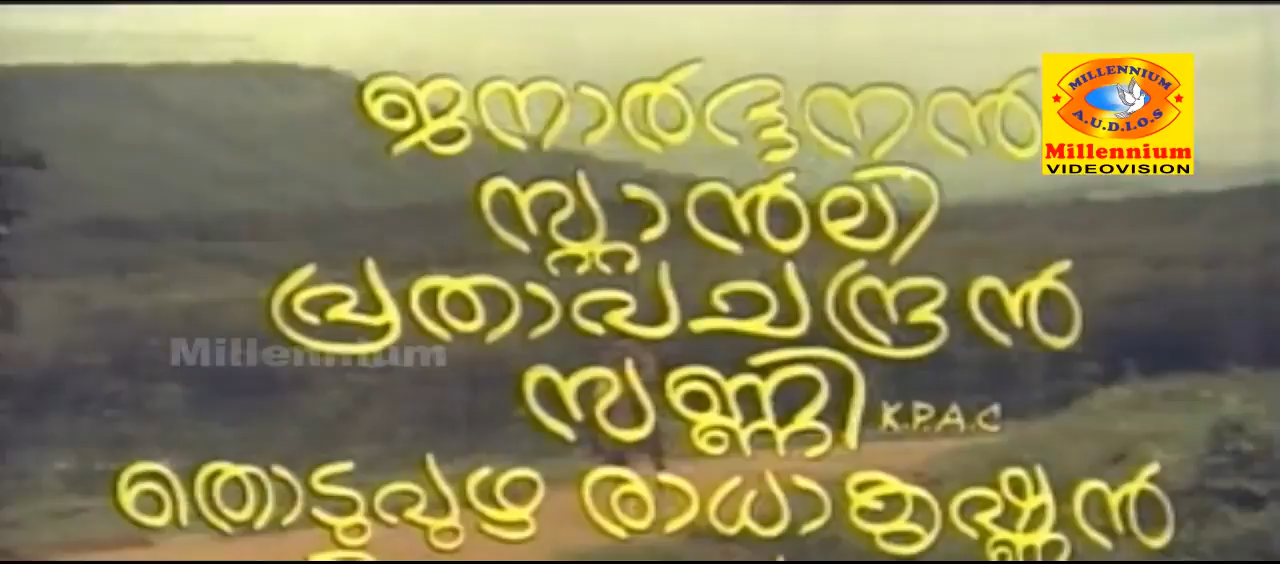 ജനാർദ്ദനൻ
MILLENNIUM
A.U.D.I.O.S
Millennium
VIDEOVISION
സ്റ്റാൻലി
പ്രതാപചന്ദ്രൻ
Millennium
സണ്ണി K.P.A.C
തൊടുപുഴ രാധാകൃഷ്ണൻ